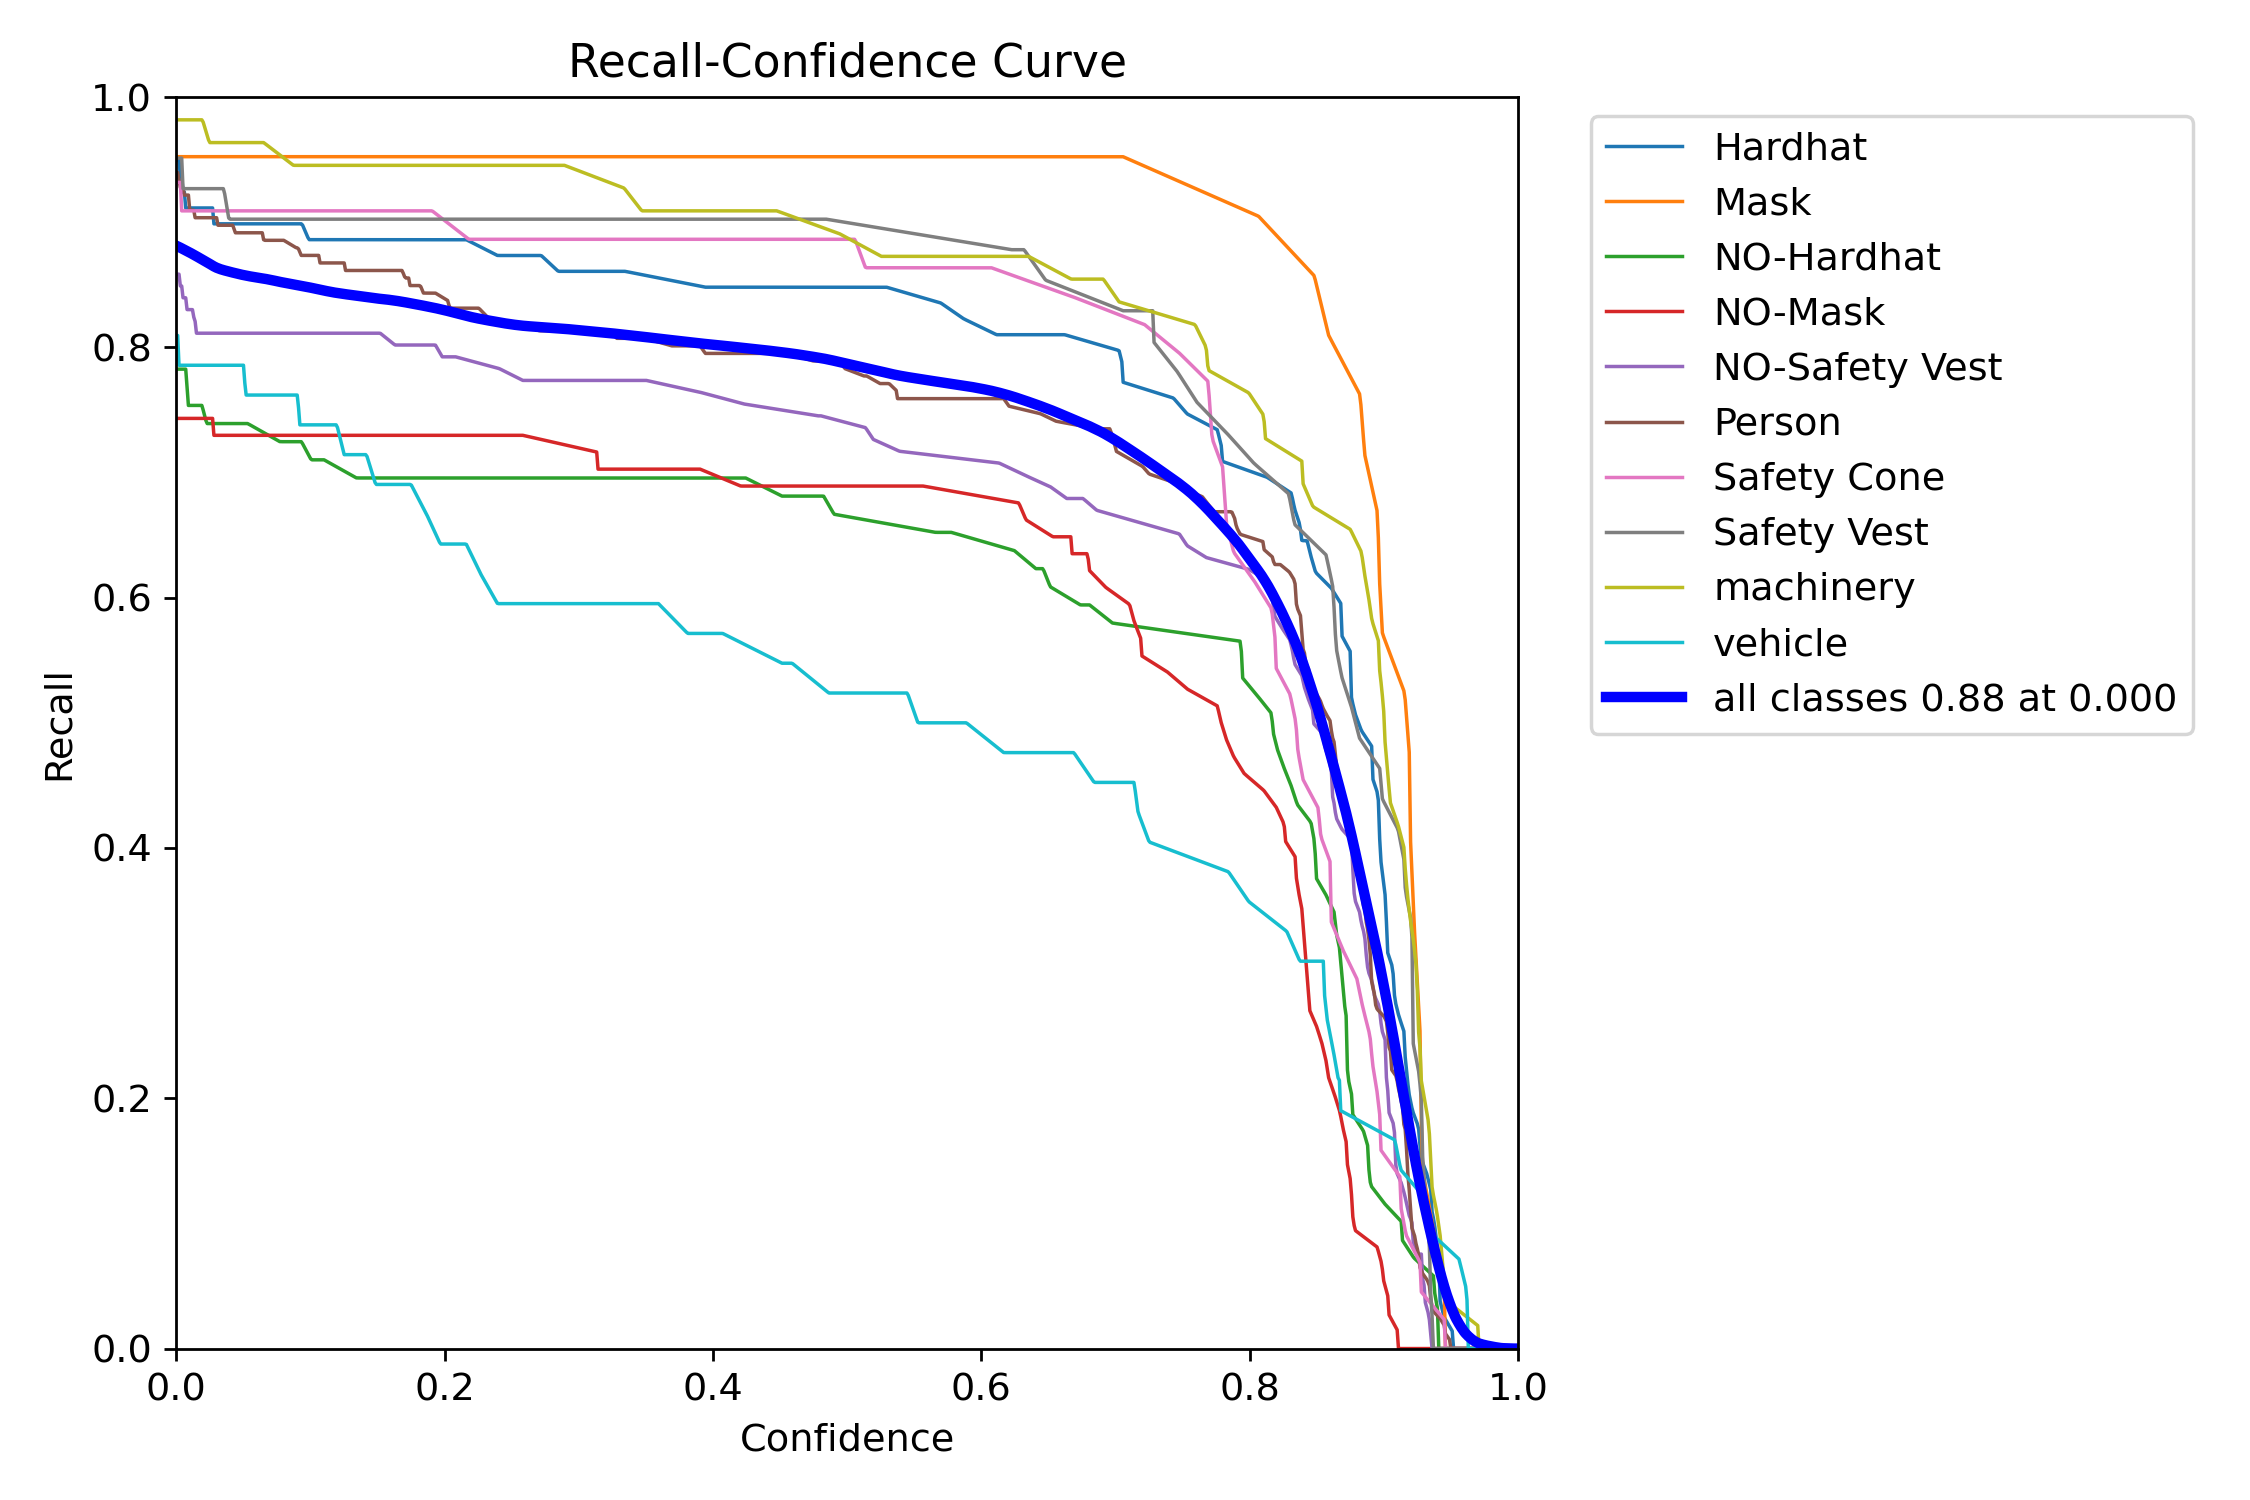 Recall-Confidence Curve
1.0
0.8
0.6
0.4
0.2
0.0
Recall
0.0 0.2 0.4 0.6 0.8 1.0
Confidence
Hardhat
Mask
NO-Hardhat
NO-Mask
NO-Safety Vest
Person
Safety Cone
Safety Vest
machinery
vehicle
all classes 0.88 at 0.000